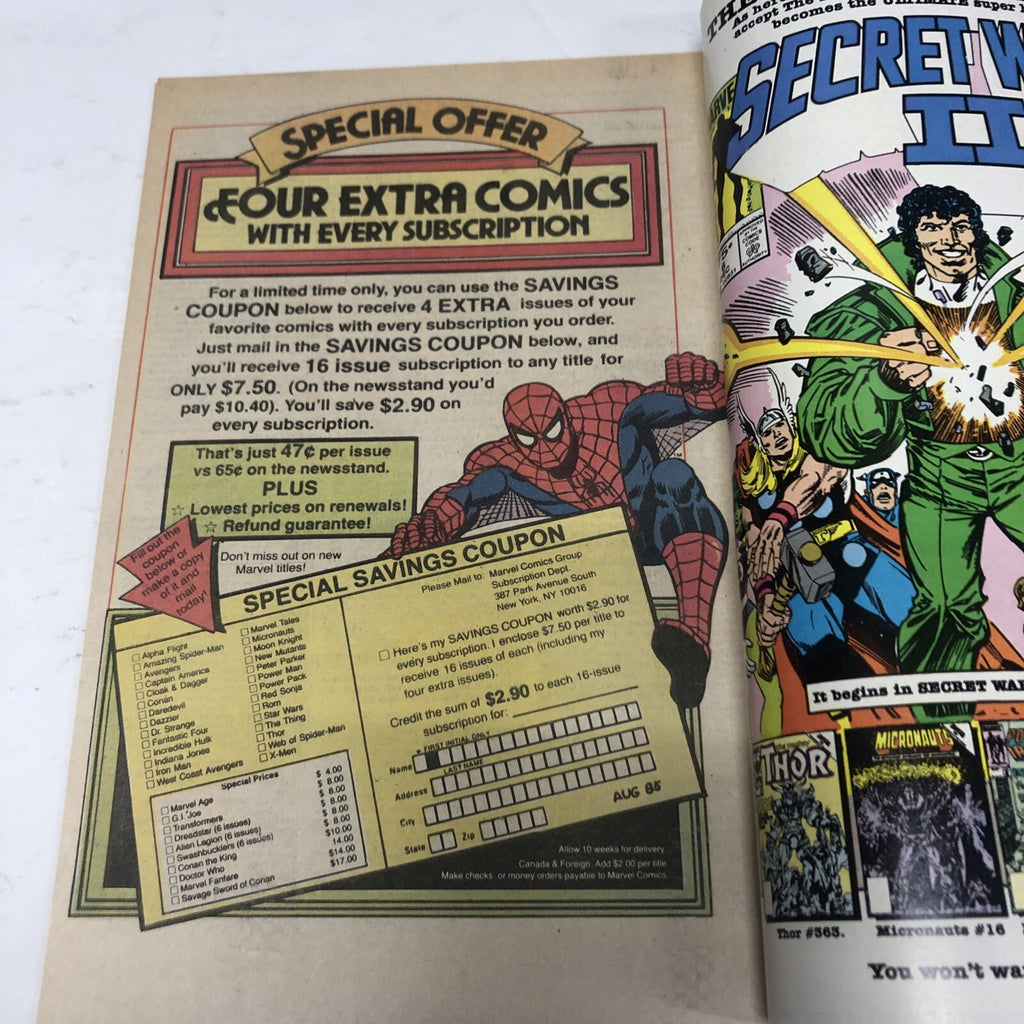 SPECIAL OFFER
FOUR EXTRA COMICS
WITH EVERY SUBSCRIPTION
For a limited time only, you can use the SAVINGS
COUPON below to receive 4 EXTRA issues of your
favorite comics with every subscription you order.
Just mail in the SAVINGS COUPON below, and
you'll receive 16 issue subscription to any title for
ONLY $7.50. (On the newsstand you'd
pay $10.40). You'll save $2.90 on
every subscription.
That's just 47¢ per issue
vs 65¢ on the newsstand.
PLUS
☆ Lowest prices on renewals!
☆ Refund guarantee!
Fill out the
coupon
below or
make a copy
of it and
mail
today!
Don't miss out on new
Marvel titles!
SPECIAL SAVINGS COUPON
Please Mail to: Marvel Comics Group
Subscription Dept.
387 Park Avenue South
New York, NY 10016
□ Alpha Flight
□ Amazing Spider-Man
□ Avengers
□ Captain America
□ Cloak & Dagger
□ Conan
□ Daredevil
□ Dazzler
□ Dr. Strange
□ Fantastic Four
□ Incredible Hulk
□ Indiana Jones
□ Iron Man
□ West Coast Avengers
□ Marvel Tales
□ Micronauts
□ Moon Knight
□ New Mutants
□ Peter Parker
□ Power Man
□ Power Pack
□ Red Sonja
□ Rom
□ Star Wars
□ The Thing
□ Thor
□ Web of Spider-Man
□ X-Men
□ Here's my SAVINGS COUPON worth $2.90 for
every subscription. I enclose $7.50 per title to
receive 16 issues of each (including my
four extra issues).
Credit the sum of $2.90 to each 16-issue
subscription for:
FIRST INITIAL ONLY
Name
LAST NAME
Address
City
State Zip
AUG 85
Special Prices
□ Marvel Age $ 4.00
□ G.I. Joe $ 8.00
□ Transformers $ 8.00
□ Dreadstar (6 issues) $ 8.00
□ Alien Legion (6 issues) $ 8.00
□ Swashbucklers (6 issues) $ 8.00
□ Conan the King $10.00
□ Doctor Who 14.00
□ Marvel Fanfare $14.00
□ Savage Sword of Conan $17.00
Allow 10 weeks for delivery
Canada & Foreign Add $2.00 per title
Make checks or money orders payable to Marvel Comics
accept The
becomes the ULTIMATE super
SECRET W
II
APPROVED
BY THE
COMICS
CODE
AUTHORITY
It begins in SECRET WAR
THOR
MICRONAUTS
Thor #363.
Micronauts #16
You won't wa